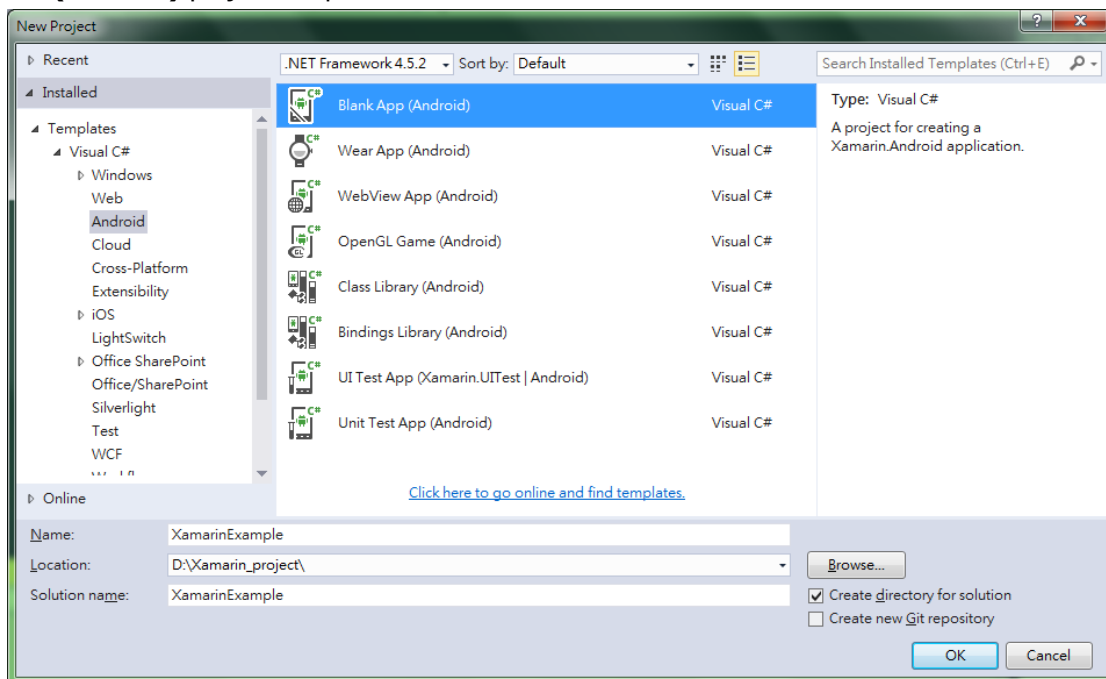 New Project
Recent
.NET Framework 4.5.2 Sort by: Default
Search Installed Templates (Ctrl+E)
Installed
Templates
Visual C#
Windows
Web
Android
Cloud
Cross-Platform
Extensibility
iOS
LightSwitch
Office SharePoint
Office/SharePoint
Silverlight
Test
WCF
Online
Blank App (Android) Visual C#
Wear App (Android) Visual C#
WebView App (Android) Visual C#
OpenGL Game (Android) Visual C#
Class Library (Android) Visual C#
Bindings Library (Android) Visual C#
UI Test App (Xamarin.UITest | Android) Visual C#
Unit Test App (Android) Visual C#
Click here to go online and find templates.
Type: Visual C#
A project for creating a
Xamarin.Android application.
Name: XamarinExample
Location: D:\Xamarin_project\
Browse...
Solution name: XamarinExample
Create directory for solution
Create new Git repository
OK Cancel